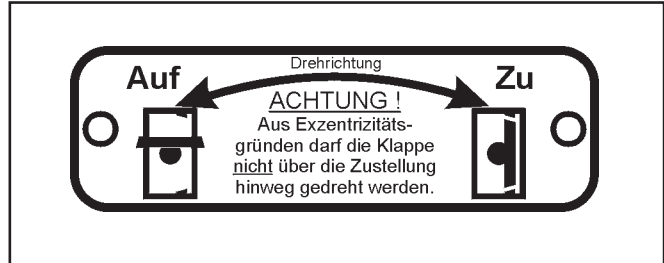 Drehrichtung
Auf
Zu
ACHTUNG !
Aus Exzentrizitäts-
gründen darf die Klappe
nicht über die Zustellung
hinweg gedreht werden.